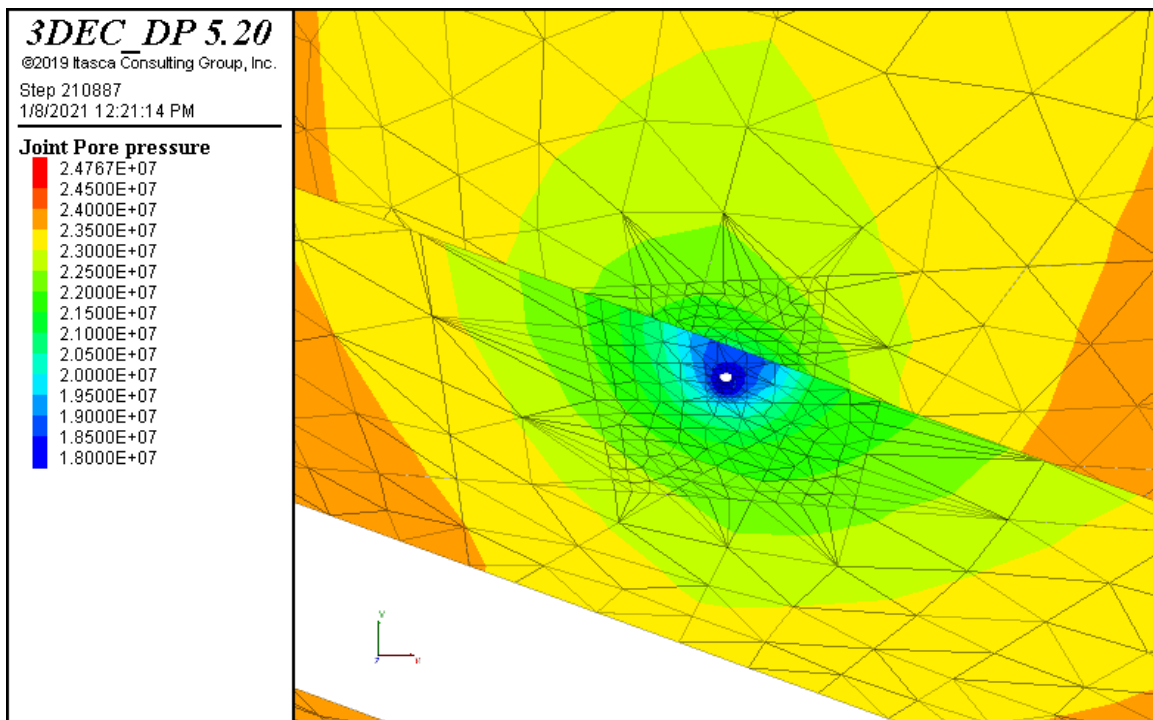 3DEC_DP 5.20
©2019 Itasca Consulting Group, Inc.
Step 210887
1/8/2021 12:21:14 PM
Joint Pore pressure
2.4767E+07
2.4500E+07
2.4000E+07
2.3500E+07
2.3000E+07
2.2500E+07
2.2000E+07
2.1500E+07
2.1000E+07
2.0500E+07
2.0000E+07
1.9500E+07
1.9000E+07
1.8500E+07
1.8000E+07
Y
Z